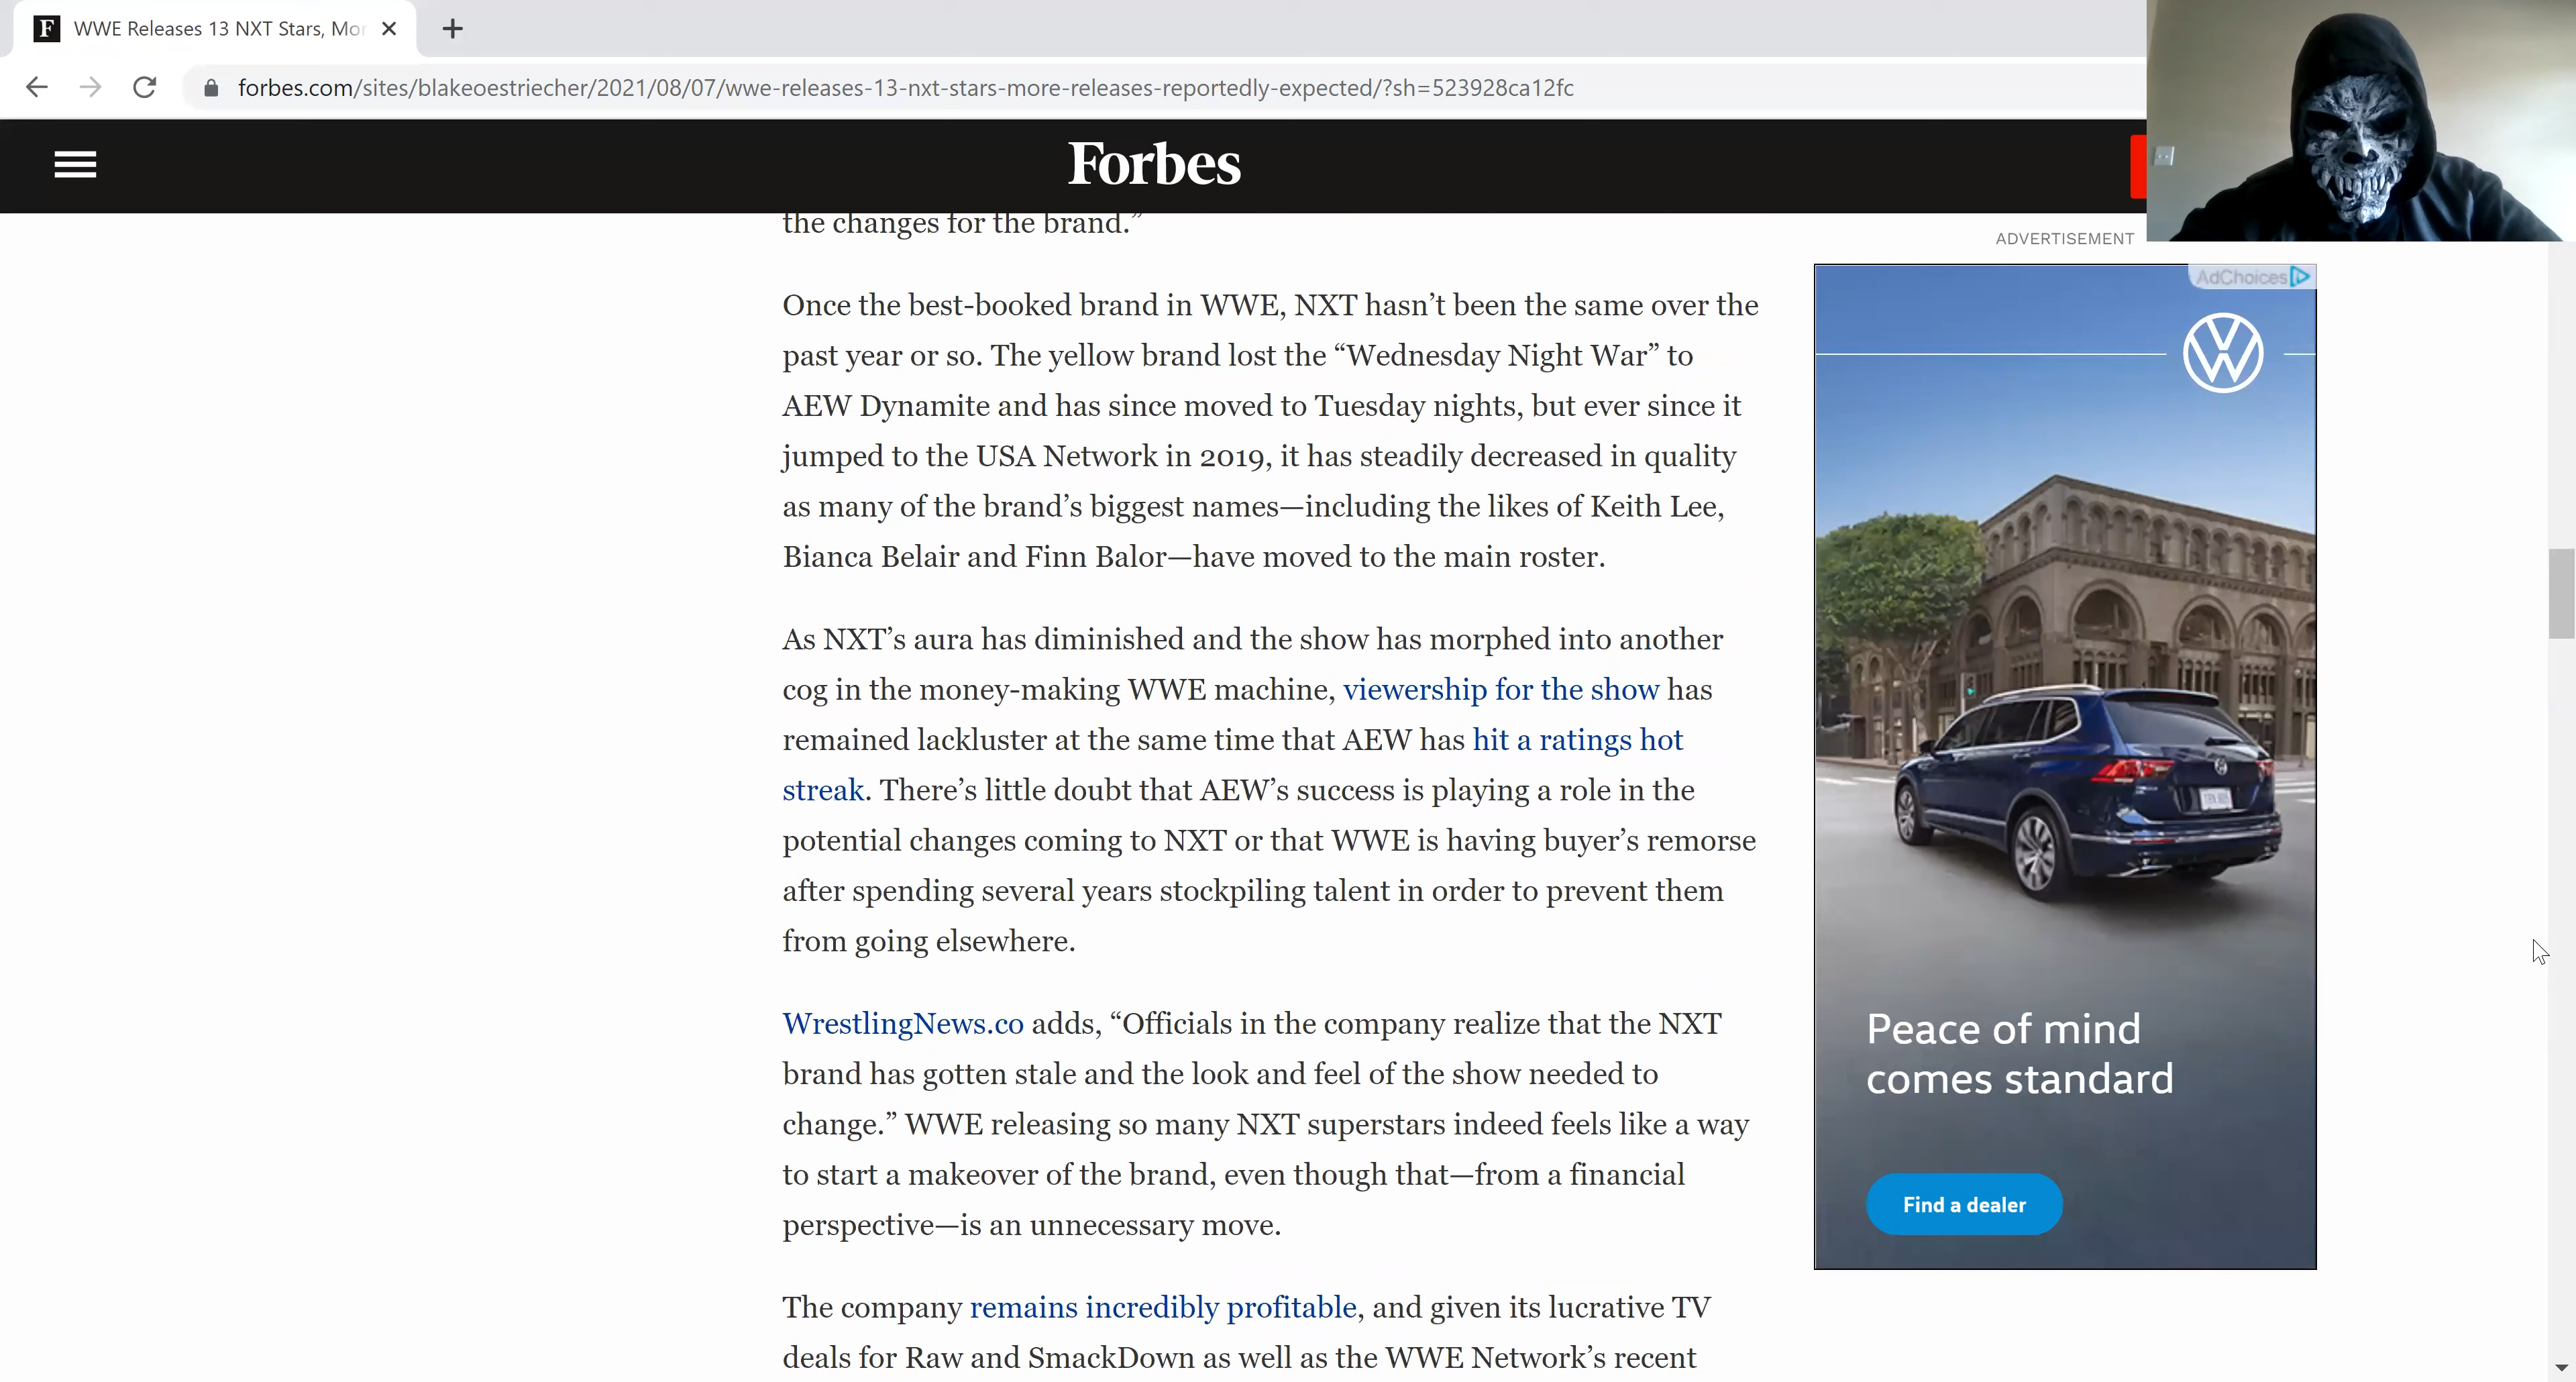 F WWE Releases 13 NXT Stars, Mor
forbes.com/sites/blakeoestriecher/2021/08/07/wwe-releases-13-nxt-stars-more-releases-reportedly-expected/?sh=523928ca12fc
Forbes
the changes for the brand.”
Once the best-booked brand in WWE, NXT hasn’t been the same over the
past year or so. The yellow brand lost the “Wednesday Night War” to
AEW Dynamite and has since moved to Tuesday nights, but ever since it
jumped to the USA Network in 2019, it has steadily decreased in quality
as many of the brand’s biggest names—including the likes of Keith Lee,
Bianca Belair and Finn Balor—have moved to the main roster.
As NXT’s aura has diminished and the show has morphed into another
cog in the money-making WWE machine, viewership for the show has
remained lackluster at the same time that AEW has hit a ratings hot
streak. There’s little doubt that AEW’s success is playing a role in the
potential changes coming to NXT or that WWE is having buyer’s remorse
after spending several years stockpiling talent in order to prevent them
from going elsewhere.
WrestlingNews.co adds, “Officials in the company realize that the NXT
brand has gotten stale and the look and feel of the show needed to
change.” WWE releasing so many NXT superstars indeed feels like a way
to start a makeover of the brand, even though that—from a financial
perspective—is an unnecessary move.
The company remains incredibly profitable, and given its lucrative TV
deals for Raw and SmackDown as well as the WWE Network’s recent
ADVERTISEMENT
AdChoices
Peace of mind
comes standard
Find a dealer